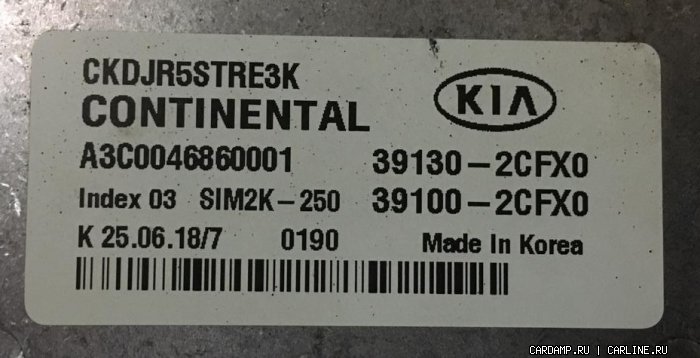 CKDJR5STRE3K
CONTINENTAL
KIA
A3C0046860001 39130-2CFX0
Index 03 SIM2K-250 39100-2CFX0
K 25.06.18/7 0190 Made In Korea
CARDAMP.RU | CARLINE.RU